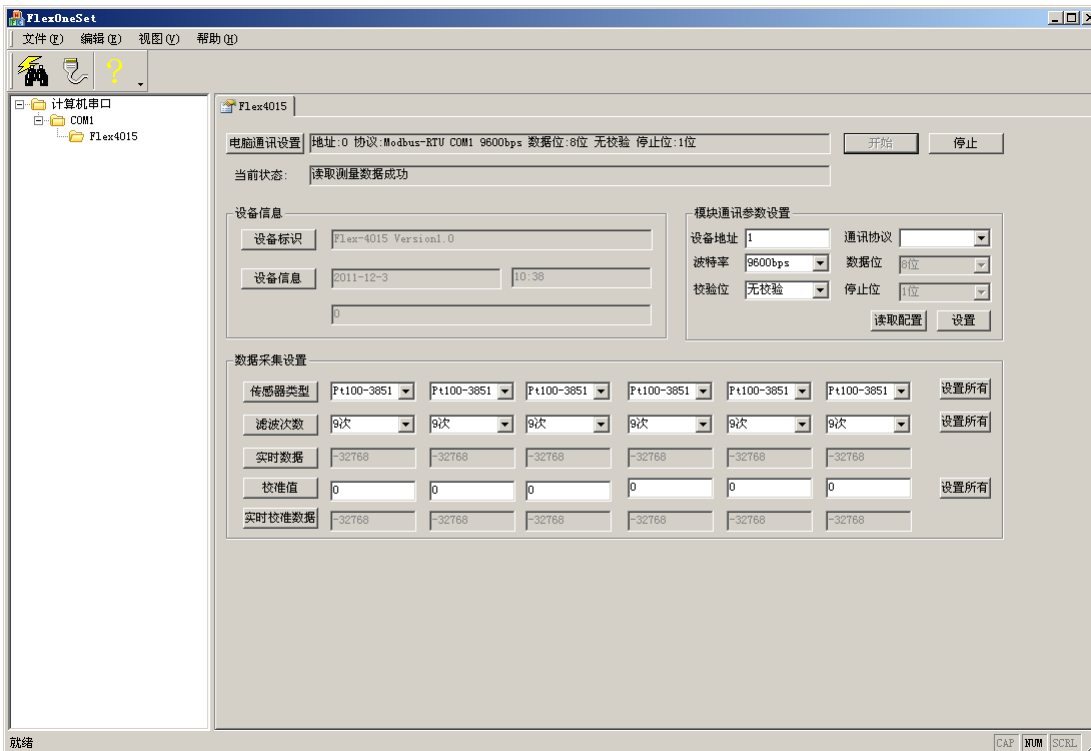 FlexOneSet
文件(F) 编辑(E) 视图(V) 帮助(H)
计算机串口
COM1
Flex4015
Flex4015
电脑通讯设置 地址:0 协议:Modbus-RTU COM1 9600bps 数据位:8位 无校验 停止位:1位 开始 停止
当前状态: 读取测量数据成功
设备信息
设备标识 Flex-4015 Version1.0
设备信息 2011-12-3 10:38
0
模块通讯参数设置
设备地址 1 通讯协议
波特率 9600bps 数据位 8位
校验位 无校验 停止位 1位
读取配置 设置
数据采集设置
传感器类型 Pt100-3851 Pt100-3851 Pt100-3851 Pt100-3851 Pt100-3851 Pt100-3851 设置所有
滤波次数 9次 9次 9次 9次 9次 9次 设置所有
实时数据 -32768 -32768 -32768 -32768 -32768 -32768
校准值 0 0 0 0 0 0 设置所有
实时校准数据 -32768 -32768 -32768 -32768 -32768 -32768
就绪 CAP NUM SCRL